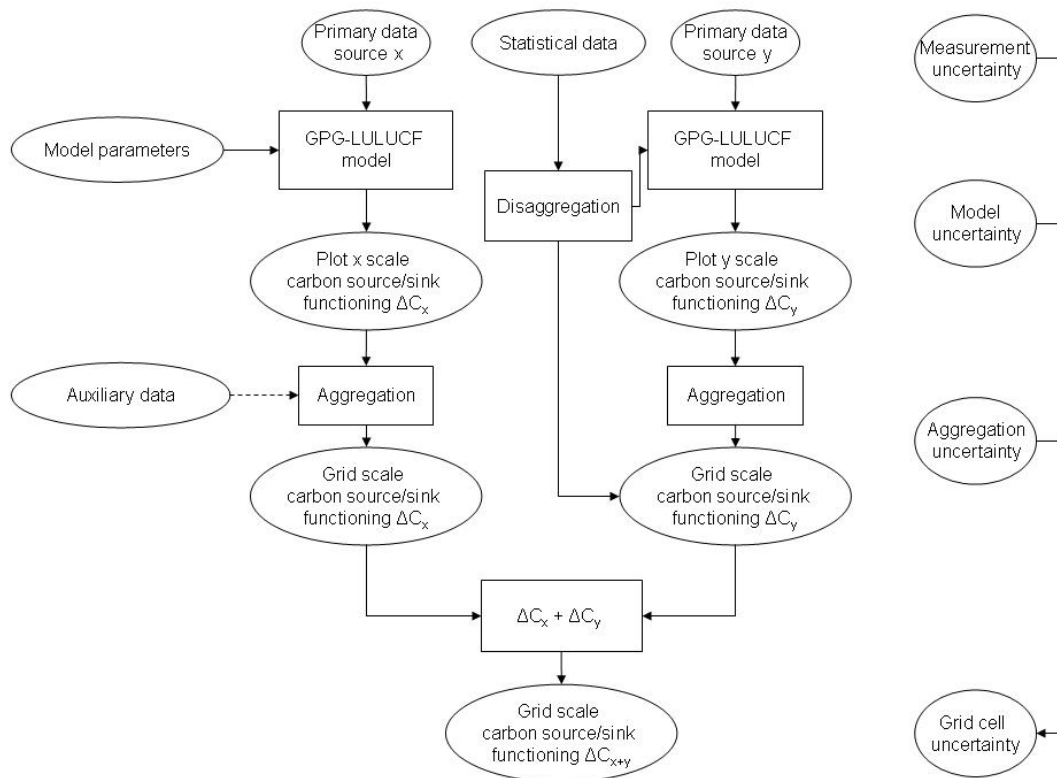 Primary data
source x
Statistical data
Primary data
source y
Measurement
uncertainty
Model parameters
GPG-LULUCF
model
GPG-LULUCF
model
Disaggregation
Model
uncertainty
Plot x scale
carbon source/sink
functioning ΔCx
Plot y scale
carbon source/sink
functioning ΔCy
Auxiliary data
Aggregation
Aggregation
Aggregation
uncertainty
Grid scale
carbon source/sink
functioning ΔCx
Grid scale
carbon source/sink
functioning ΔCy
ΔCx + ΔCy
Grid scale
carbon source/sink
functioning ΔCx+y
Grid cell
uncertainty